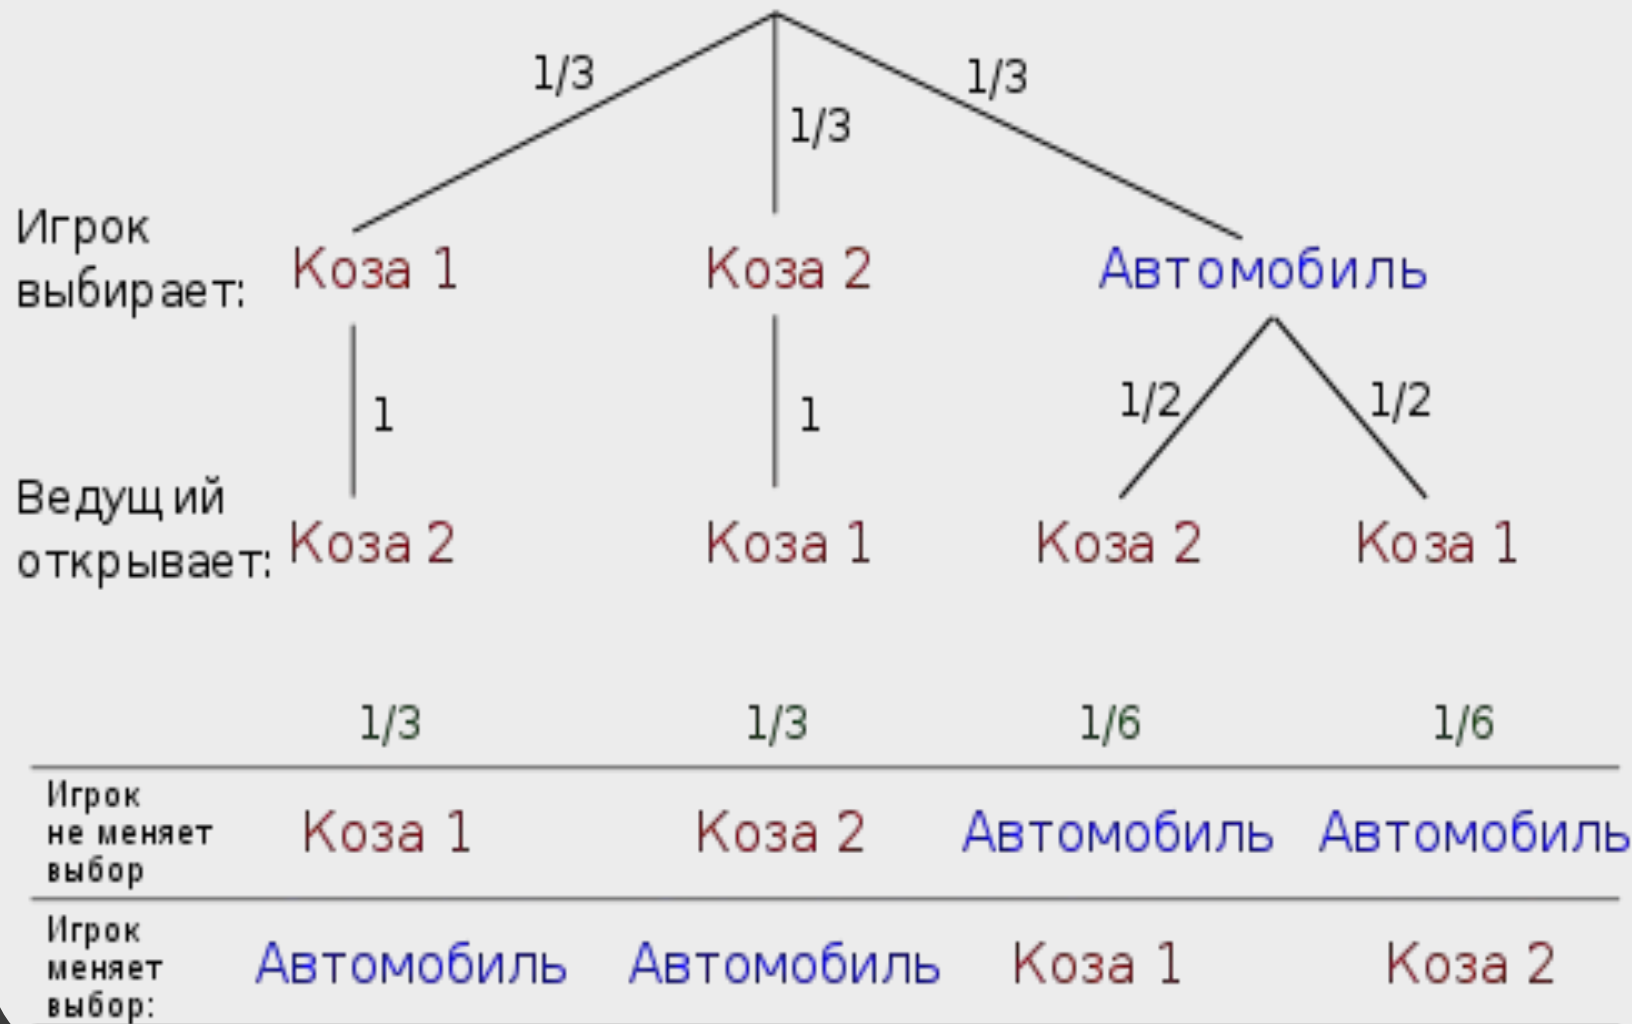 1/3
1/3
1/3
Игрок
выбирает:
Коза 1
Коза 2
Автомобиль
1
1
1/2
1/2
Ведущий
открывает:
Коза 2
Коза 1
Коза 2
Коза 1
1/3
1/3
1/6
1/6
Игрок
не меняет
выбор
Коза 1
Коза 2
Автомобиль
Автомобиль
Игрок
меняет
выбор:
Автомобиль
Автомобиль
Коза 1
Коза 2